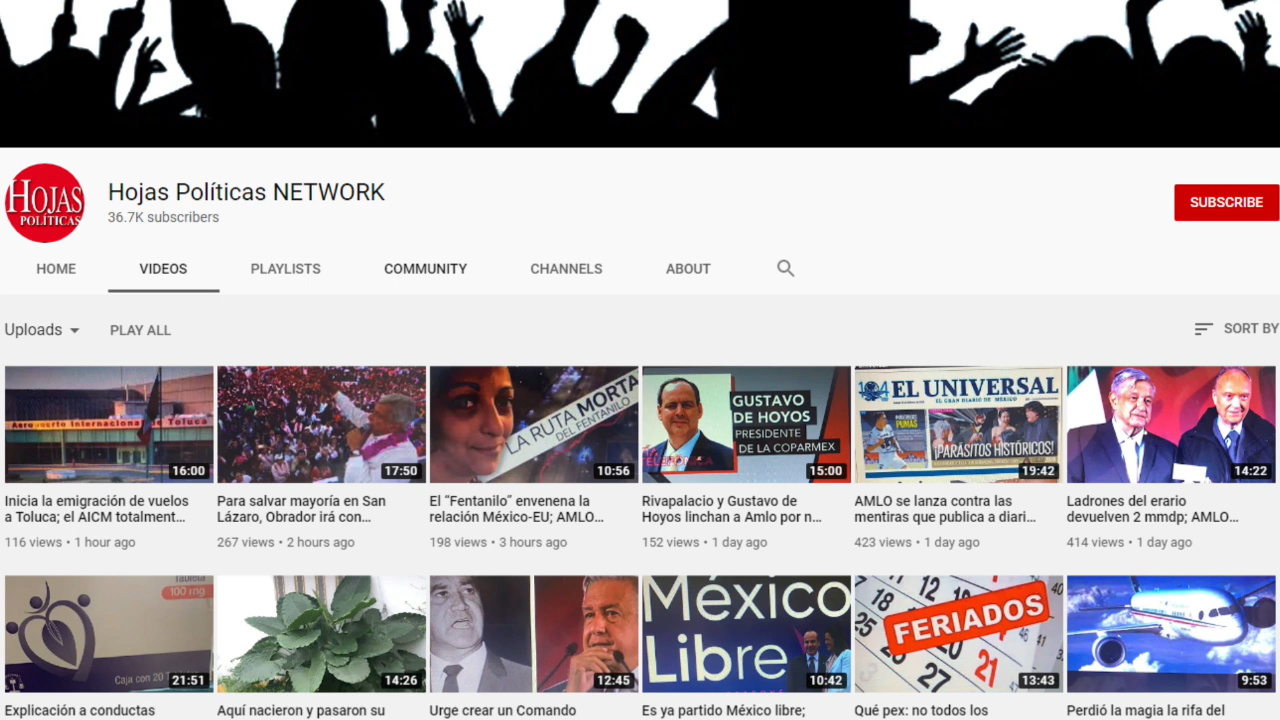 HOJAS
POLÍTICAS
Hojas Políticas NETWORK
36.7K subscribers
SUBSCRIBE
HOME VIDEOS PLAYLISTS COMMUNITY CHANNELS ABOUT
Uploads PLAY ALL SORT BY
Aeropuerto Internacional de Toluca
16:00
17:50
LA RUTA MORTA
DEL FENTANILO
10:56
GUSTAVO
DE HOYOS
PRESIDENTE
DE LA COPARMEX
15:00
104 EL UNIVERSAL
EL GRAN DIARIO DE MÉXICO
PUMAS
¡PARÁSITOS HISTÓRICOS!
19:42
14:22
Inicia la emigración de vuelos
a Toluca; el AICM totalment...
116 views • 1 hour ago
Para salvar mayoría en San
Lázaro, Obrador irá con...
267 views • 2 hours ago
El “Fentanilo” envenena la
relación México-EU; AMLO...
198 views • 3 hours ago
Rivapalacio y Gustavo de
Hoyos linchan a Amlo por n...
152 views • 1 day ago
AMLO se lanza contra las
mentiras que publica a diari...
423 views • 1 day ago
Ladrones del erario
devuelven 2 mmdp; AMLO...
414 views • 1 day ago
Tableta
100 mg
Caja con 20
21:51
14:26
12:45
México
Libre
10:42
12 18 25 27 20 21 41 40
FERIADOS
13:43
9:53
Explicación a conductas
Aquí nacieron y pasaron su
Urge crear un Comando
Es ya partido México libre;
Qué pex: no todos los
Perdió la magia la rifa del